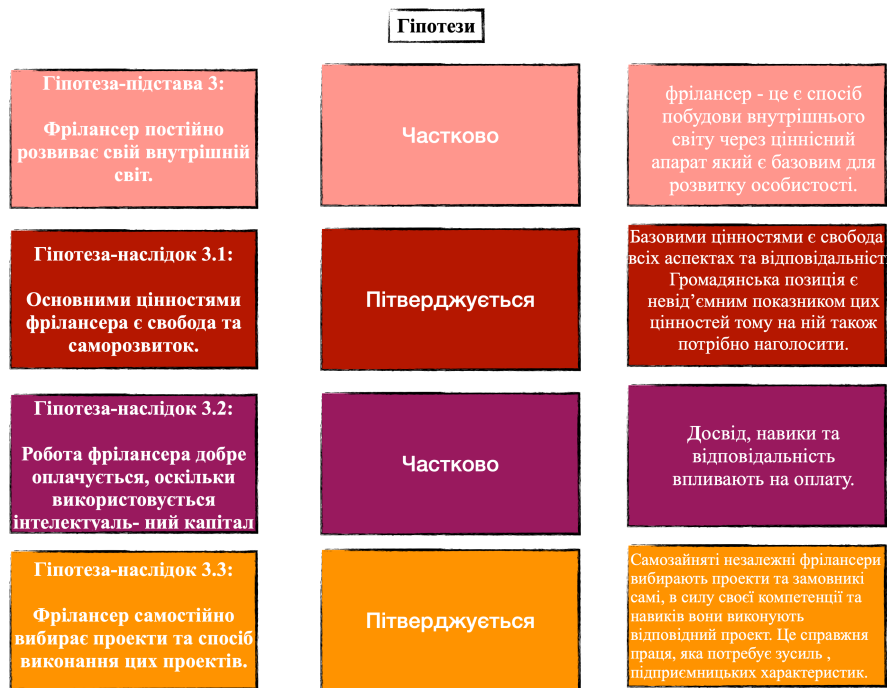 Гіпотези
Гіпотеза-підстава 3:
Фрілансер постійно
розвиває свій внутрішній
світ.
Частково
фрілансер - це є спосіб
побудови внутрішнього
світу через ціннісний
апарат який є базовим для
розвитку особистості.
Гіпотеза-наслідок 3.1:
Основними цінностями
фрілансера є свобода та
саморозвиток.
Пітверджується
Базовими цінностями є свобода
всіх аспектах та відповідальніст
Громадянська позиція є
невід’ємним показником цих
цінностей тому на ній також
потрібно наголосити.
Гіпотеза-наслідок 3.2:
Робота фрілансера добре
оплачується, оскільки
використовується
інтелектуаль- ний капітал
Частково
Досвід, навики та
відповідальність
впливають на оплату.
Гіпотеза-наслідок 3.3:
Фрілансер самостійно
вибирає проекти та спосіб
виконання цих проектів.
Пітверджується
Самозайняті незалежні фрілансери
вибирають проекти та замовникі
самі, в силу своєї компетенції та
навиків вони виконують
відповідний проект. Це справжня
праця, яка потребує зусиль ,
підприємницьких характеристик.